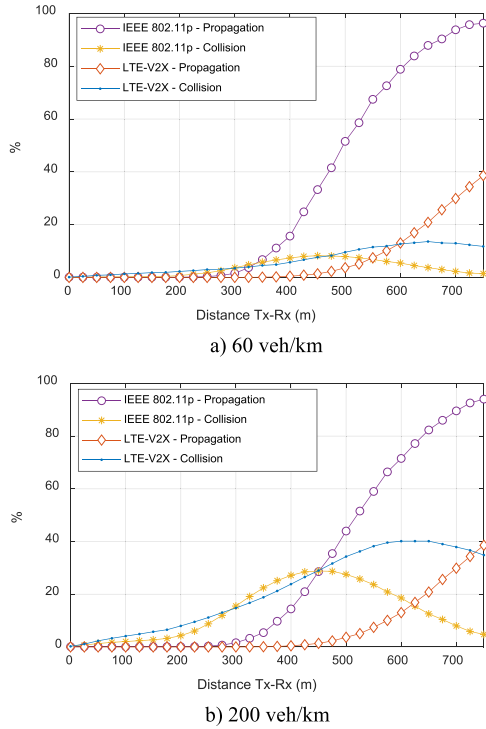 100
80
60
40
20
0
%
IEEE 802.11p - Propagation
IEEE 802.11p - Collision
LTE-V2X - Propagation
LTE-V2X - Collision
0 100 200 300 400 500 600 700
Distance Tx-Rx (m)
a) 60 veh/km
100
80
60
40
20
0
%
IEEE 802.11p - Propagation
IEEE 802.11p - Collision
LTE-V2X - Propagation
LTE-V2X - Collision
0 100 200 300 400 500 600 700
Distance Tx-Rx (m)
b) 200 veh/km